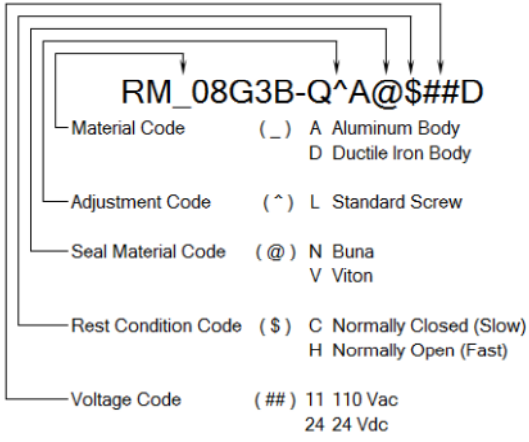 RM_08G3B-Q^A@$##D
Material Code ( _ ) A Aluminum Body
D Ductile Iron Body
Adjustment Code ( ^ ) L Standard Screw
Seal Material Code ( @ ) N Buna
V Viton
Rest Condition Code ( $ ) C Normally Closed (Slow)
H Normally Open (Fast)
Voltage Code ( ## ) 11 110 Vac
24 24 Vdc